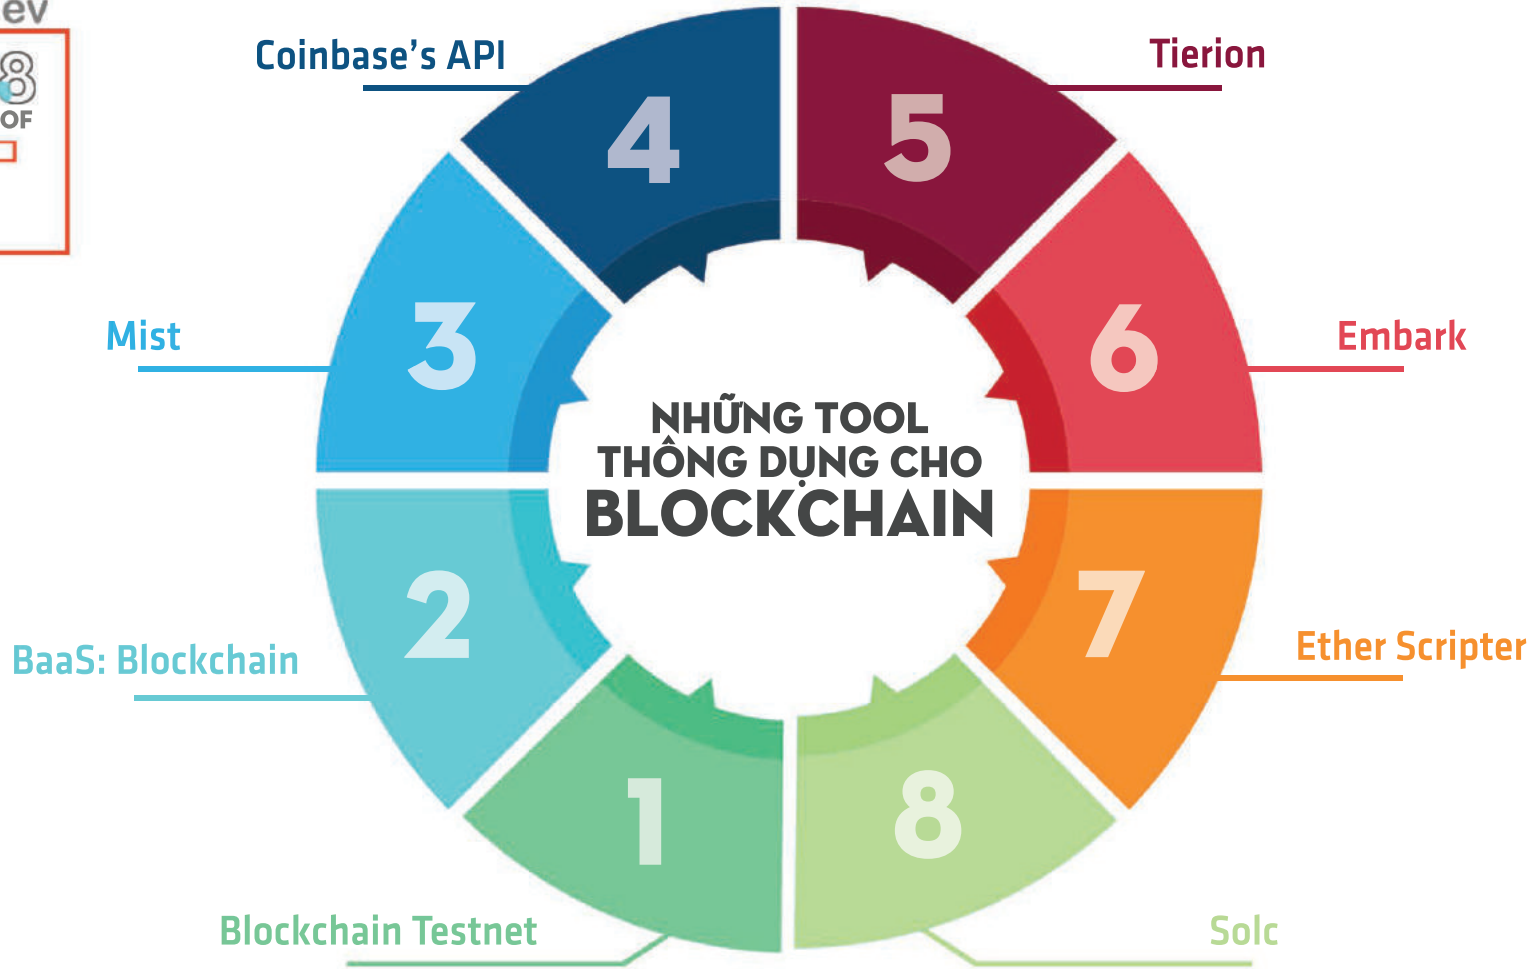 ev
8
OF
Coinbase's API
4
5
Tierion
Mist
3
6
Embark
NHỮNG TOOL
THÔNG DỤNG CHO
BLOCKCHAIN
BaaS: Blockchain
2
7
Ether Scripter
1
8
Blockchain Testnet
Solc